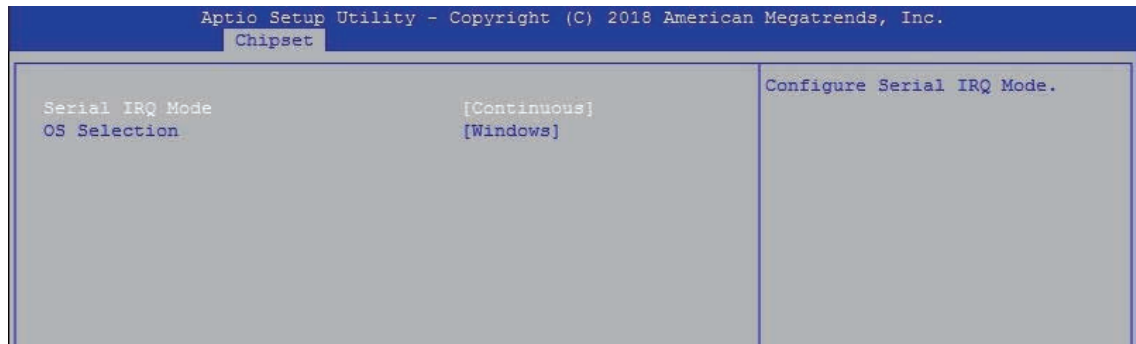 Aptio Setup Utility - Copyright (C) 2018 American Megatrends, Inc.
Chipset
Serial IRQ Mode [Continuous]
OS Selection [Windows]
Configure Serial IRQ Mode.